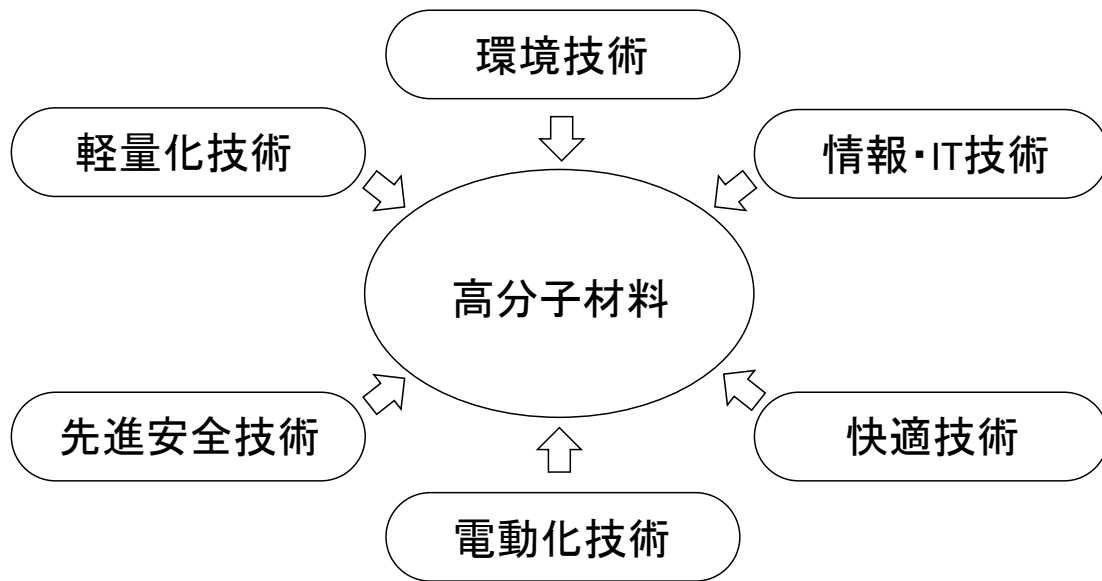 環境技術
軽量化技術
情報・IT技術
高分子材料
先進安全技術
快適技術
電動化技術